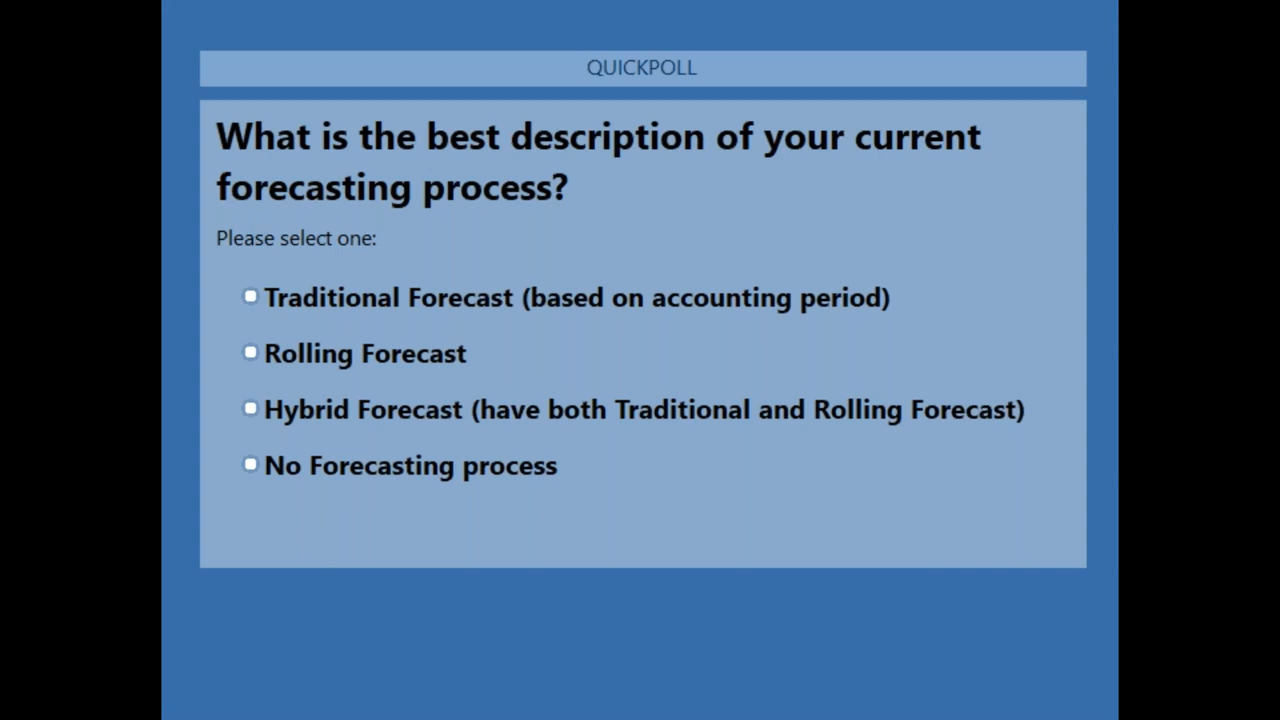 QUICKPOLL
What is the best description of your current
forecasting process?
Please select one:
Traditional Forecast (based on accounting period)
Rolling Forecast
Hybrid Forecast (have both Traditional and Rolling Forecast)
No Forecasting process